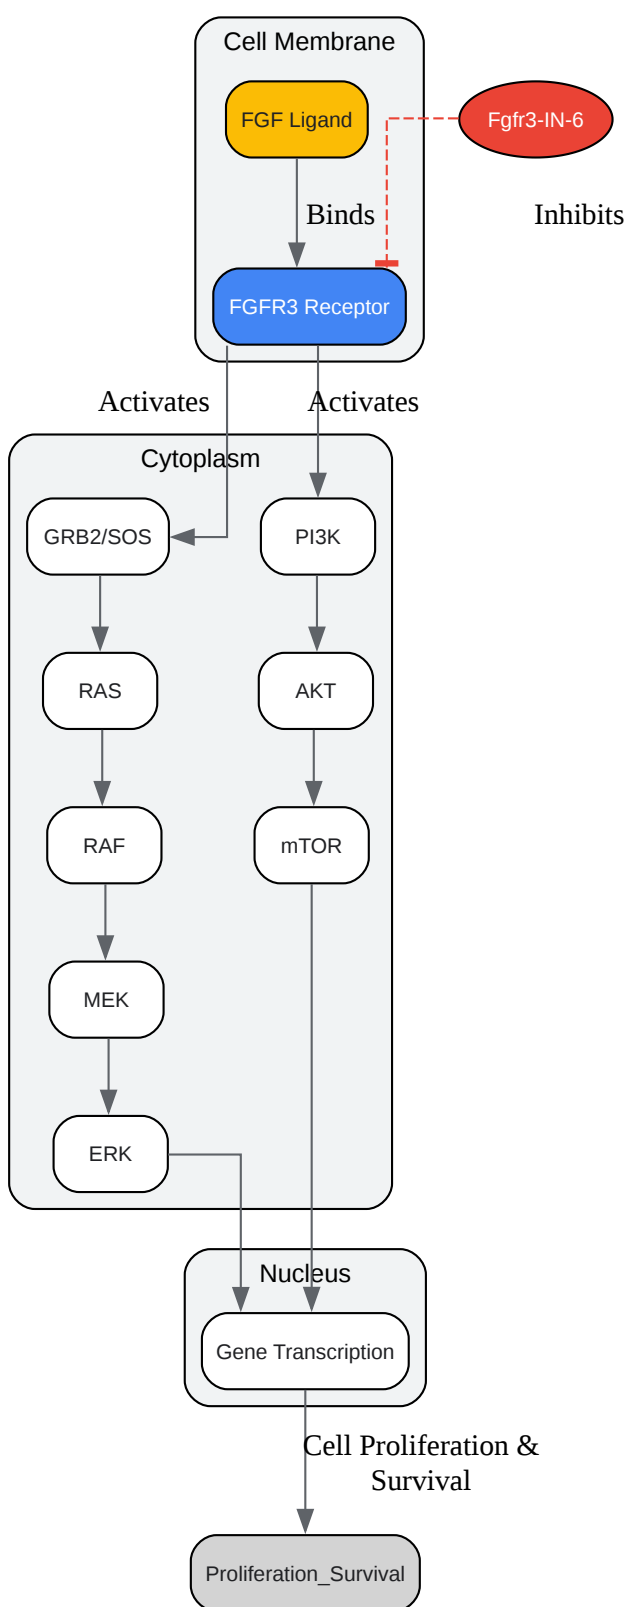 Cell Membrane
FGF Ligand
Fgfr3-IN-6
Binds
Inhibits
FGFR3 Receptor
Activates
Activates
Cytoplasm
GRB2/SOS
PI3K
RAS
AKT
RAF
mTOR
MEK
ERK
Nucleus
Gene Transcription
Cell Proliferation &
Survival
Proliferation_Survival